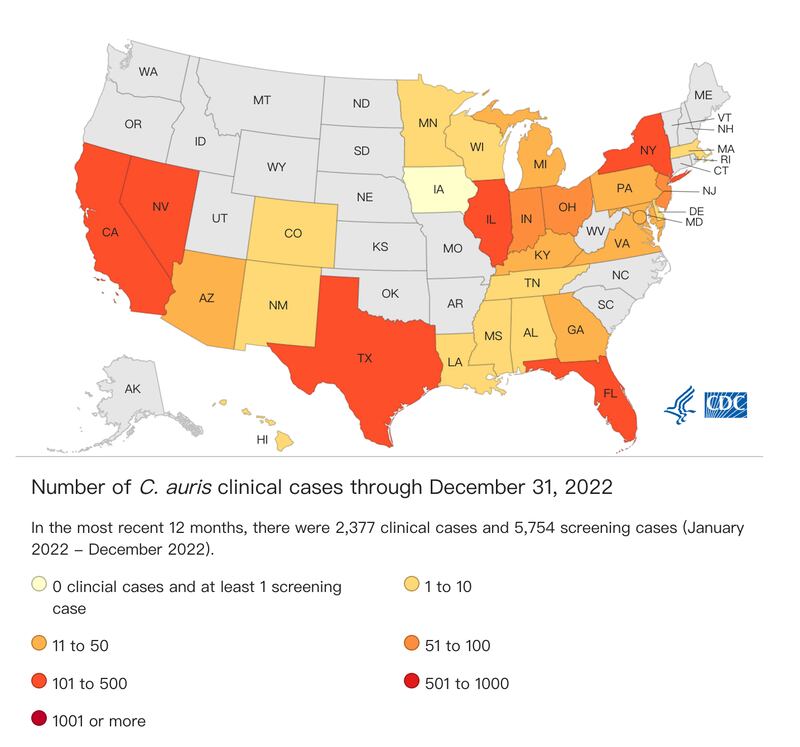 WA
MT
ND
MN
ME
OR
ID
WY
SD
WI
MI
NY
VT
NH
MA
RI
CT
NV
UT
NE
IA
PA
NJ
CA
CO
KS
MO
IL
IN
OH
WV
DE
MD
VA
KY
AZ
NM
OK
AR
TN
NC
SC
TX
LA
MS
AL
GA
FL
AK
HI
CDC
Number of C. auris clinical cases through December 31, 2022
In the most recent 12 months, there were 2,377 clinical cases and 5,754 screening cases (January
2022 – December 2022).
0 clincial cases and at least 1 screening
case
1 to 10
11 to 50
51 to 100
101 to 500
501 to 1000
1001 or more